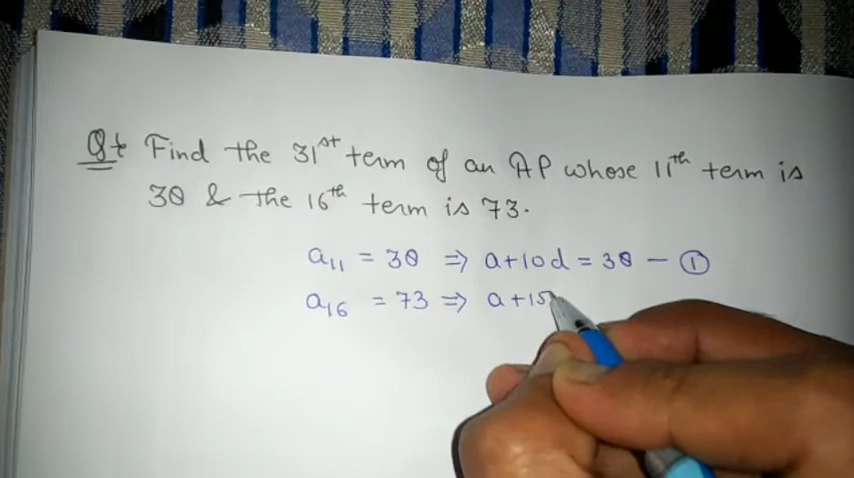 Qt Find the 31st term of an AP whose 11th term is
38 & the 16th term is 73.
a11 = 38 ⇒ a+10d = 38 — ①
a16 = 73 ⇒ a+15